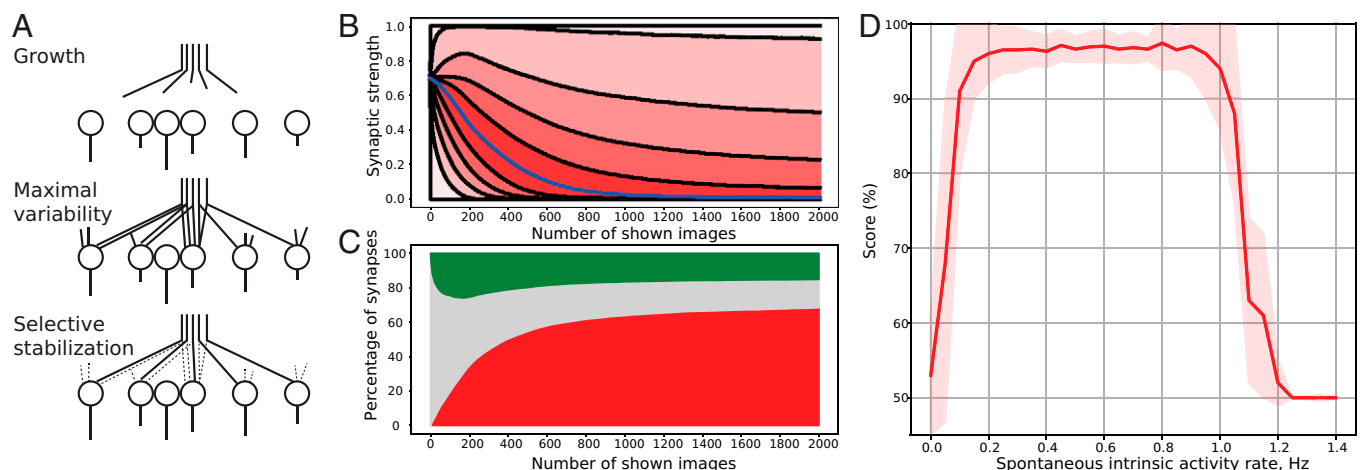 A
Growth
Maximal
variability
Selective
stabilization
B
Synaptic strength
1.0
0.8
0.6
0.4
0.2
0.0
0 200 400 600 800 1000 1200 1400 1600 1800 2000
Number of shown images
C
Percentage of synapses
100
80
60
40
20
0
0 200 400 600 800 1000 1200 1400 1600 1800 2000
Number of shown images
D
Score (%)
100
90
80
70
60
50
0.0 0.2 0.4 0.6 0.8 1.0 1.2 1.4
Spontaneous intrinsic activity rate, Hz